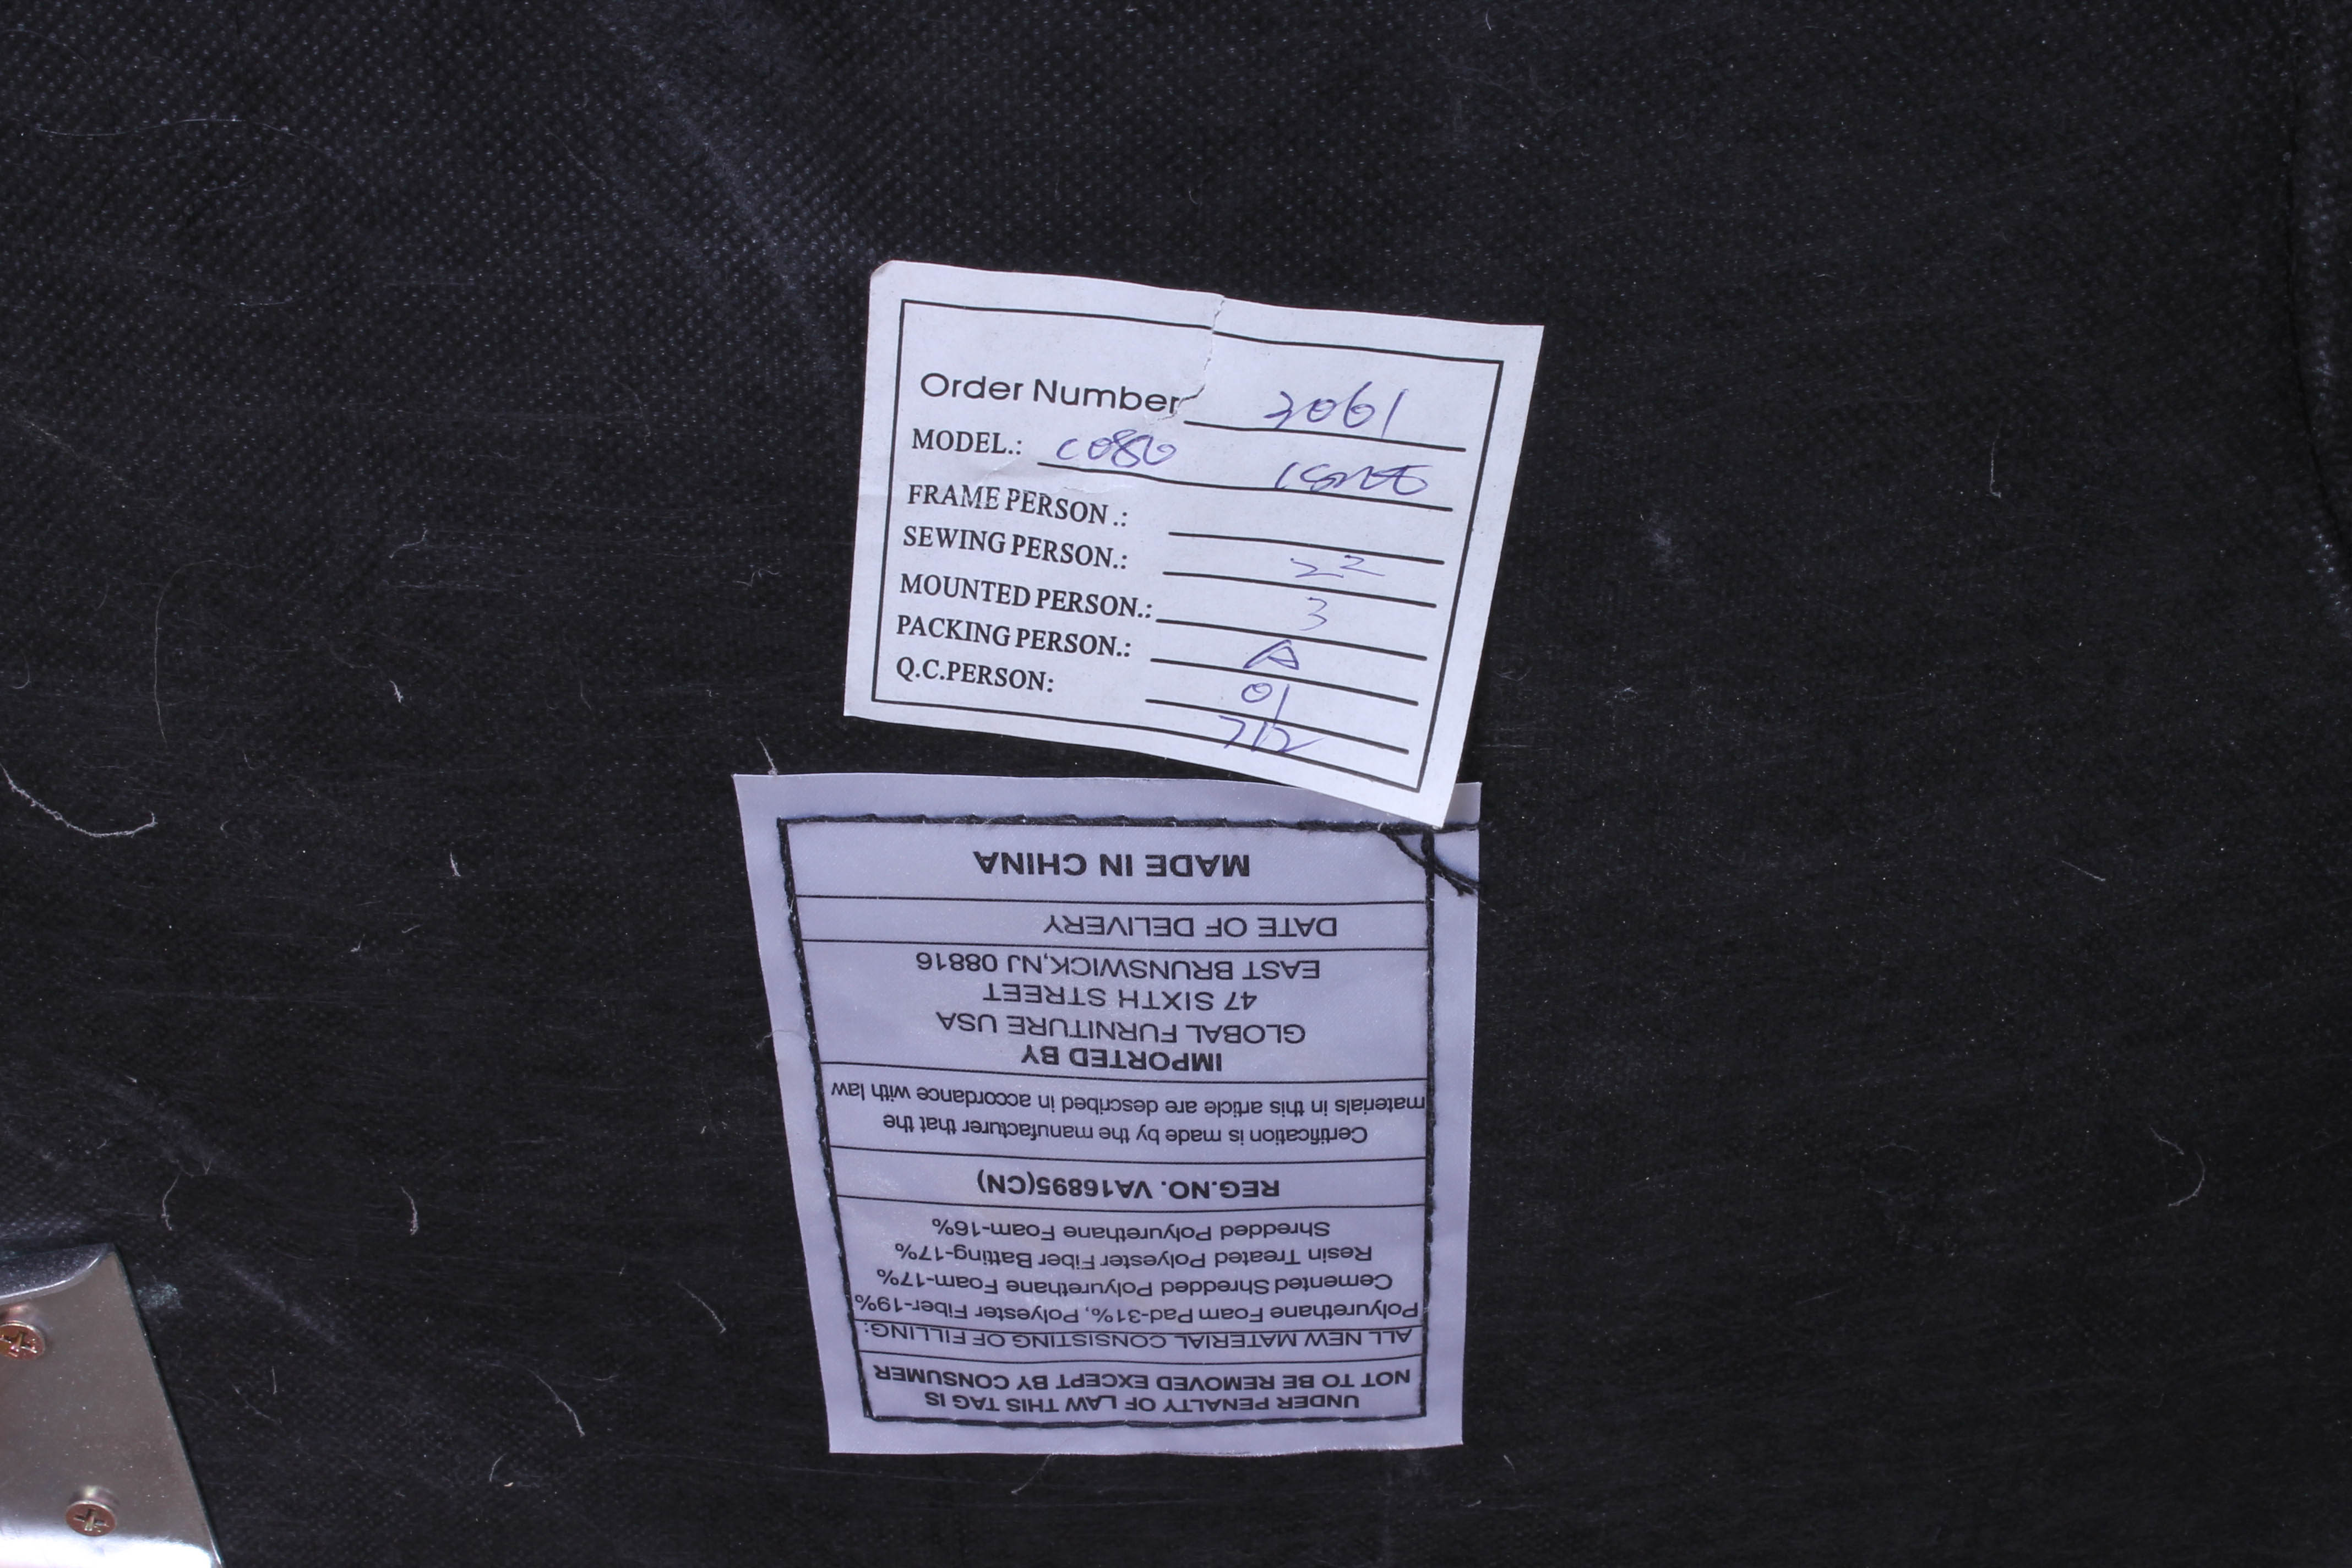 Order Number 3061
MODEL.: C080
FRAME PERSON.:
SEWING PERSON.: 22
MOUNTED PERSON.: 3
PACKING PERSON.: A
Q.C.PERSON: 01
712
UNDER PENALTY OF LAW THIS TAG IS
NOT TO BE REMOVED EXCEPT BY CONSUMER
ALL NEW MATERIAL CONSISTING OF FILLING:
Polyurethane Foam Pad-31%, Polyester Fiber-19%
Cemented Shredded Polyurethane Foam-17%
Resin Treated Polyester Fiber Batting-17%
Shredded Polyurethane Foam-16%
REG.NO. VA16895(CN)
Certification is made by the manufacturer that the
materials in this article are described in accordance with law
IMPORTED BY
GLOBAL FURNITURE USA
47 SIXTH STREET
EAST BRUNSWICK,NJ 08816
DATE OF DELIVERY
MADE IN CHINA